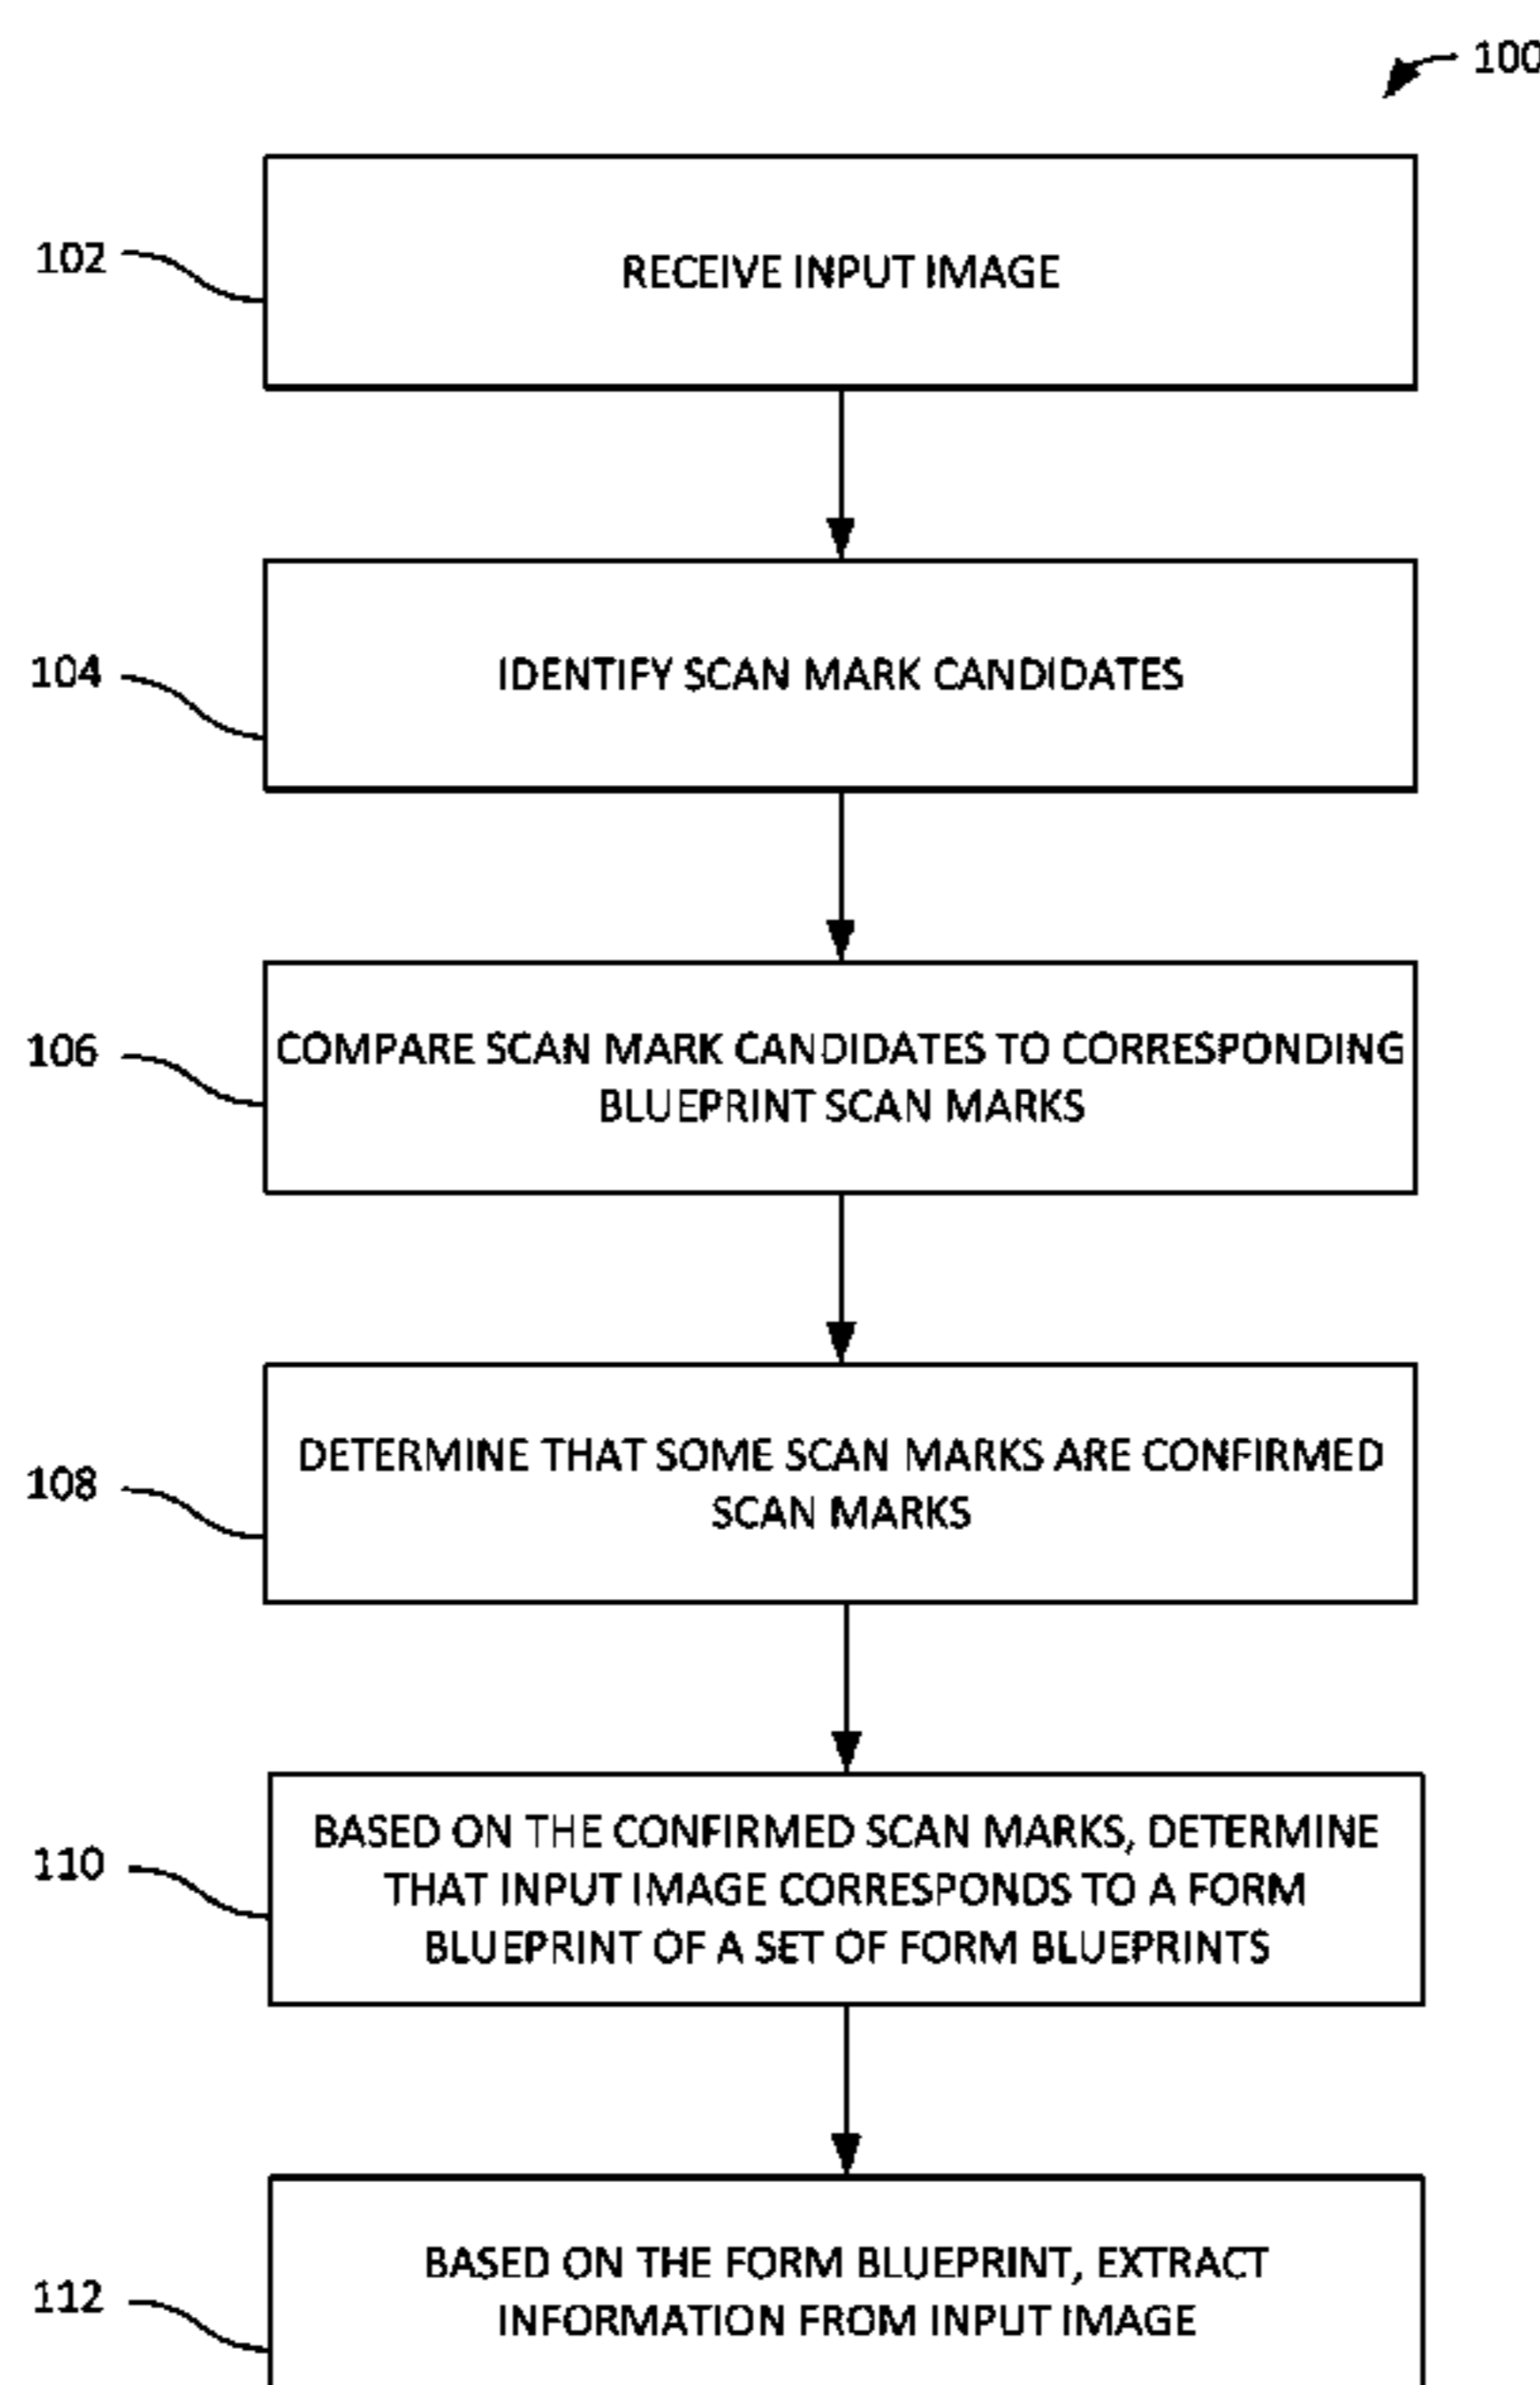 100
102
RECEIVE INPUT IMAGE
104
IDENTIFY SCAN MARK CANDIDATES
106
COMPARE SCAN MARK CANDIDATES TO CORRESPONDING
BLUEPRINT SCAN MARKS
108
DETERMINE THAT SOME SCAN MARKS ARE CONFIRMED
SCAN MARKS
110
BASED ON THE CONFIRMED SCAN MARKS, DETERMINE
THAT INPUT IMAGE CORRESPONDS TO A FORM
BLUEPRINT OF A SET OF FORM BLUEPRINTS
112
BASED ON THE FORM BLUEPRINT, EXTRACT
INFORMATION FROM INPUT IMAGE